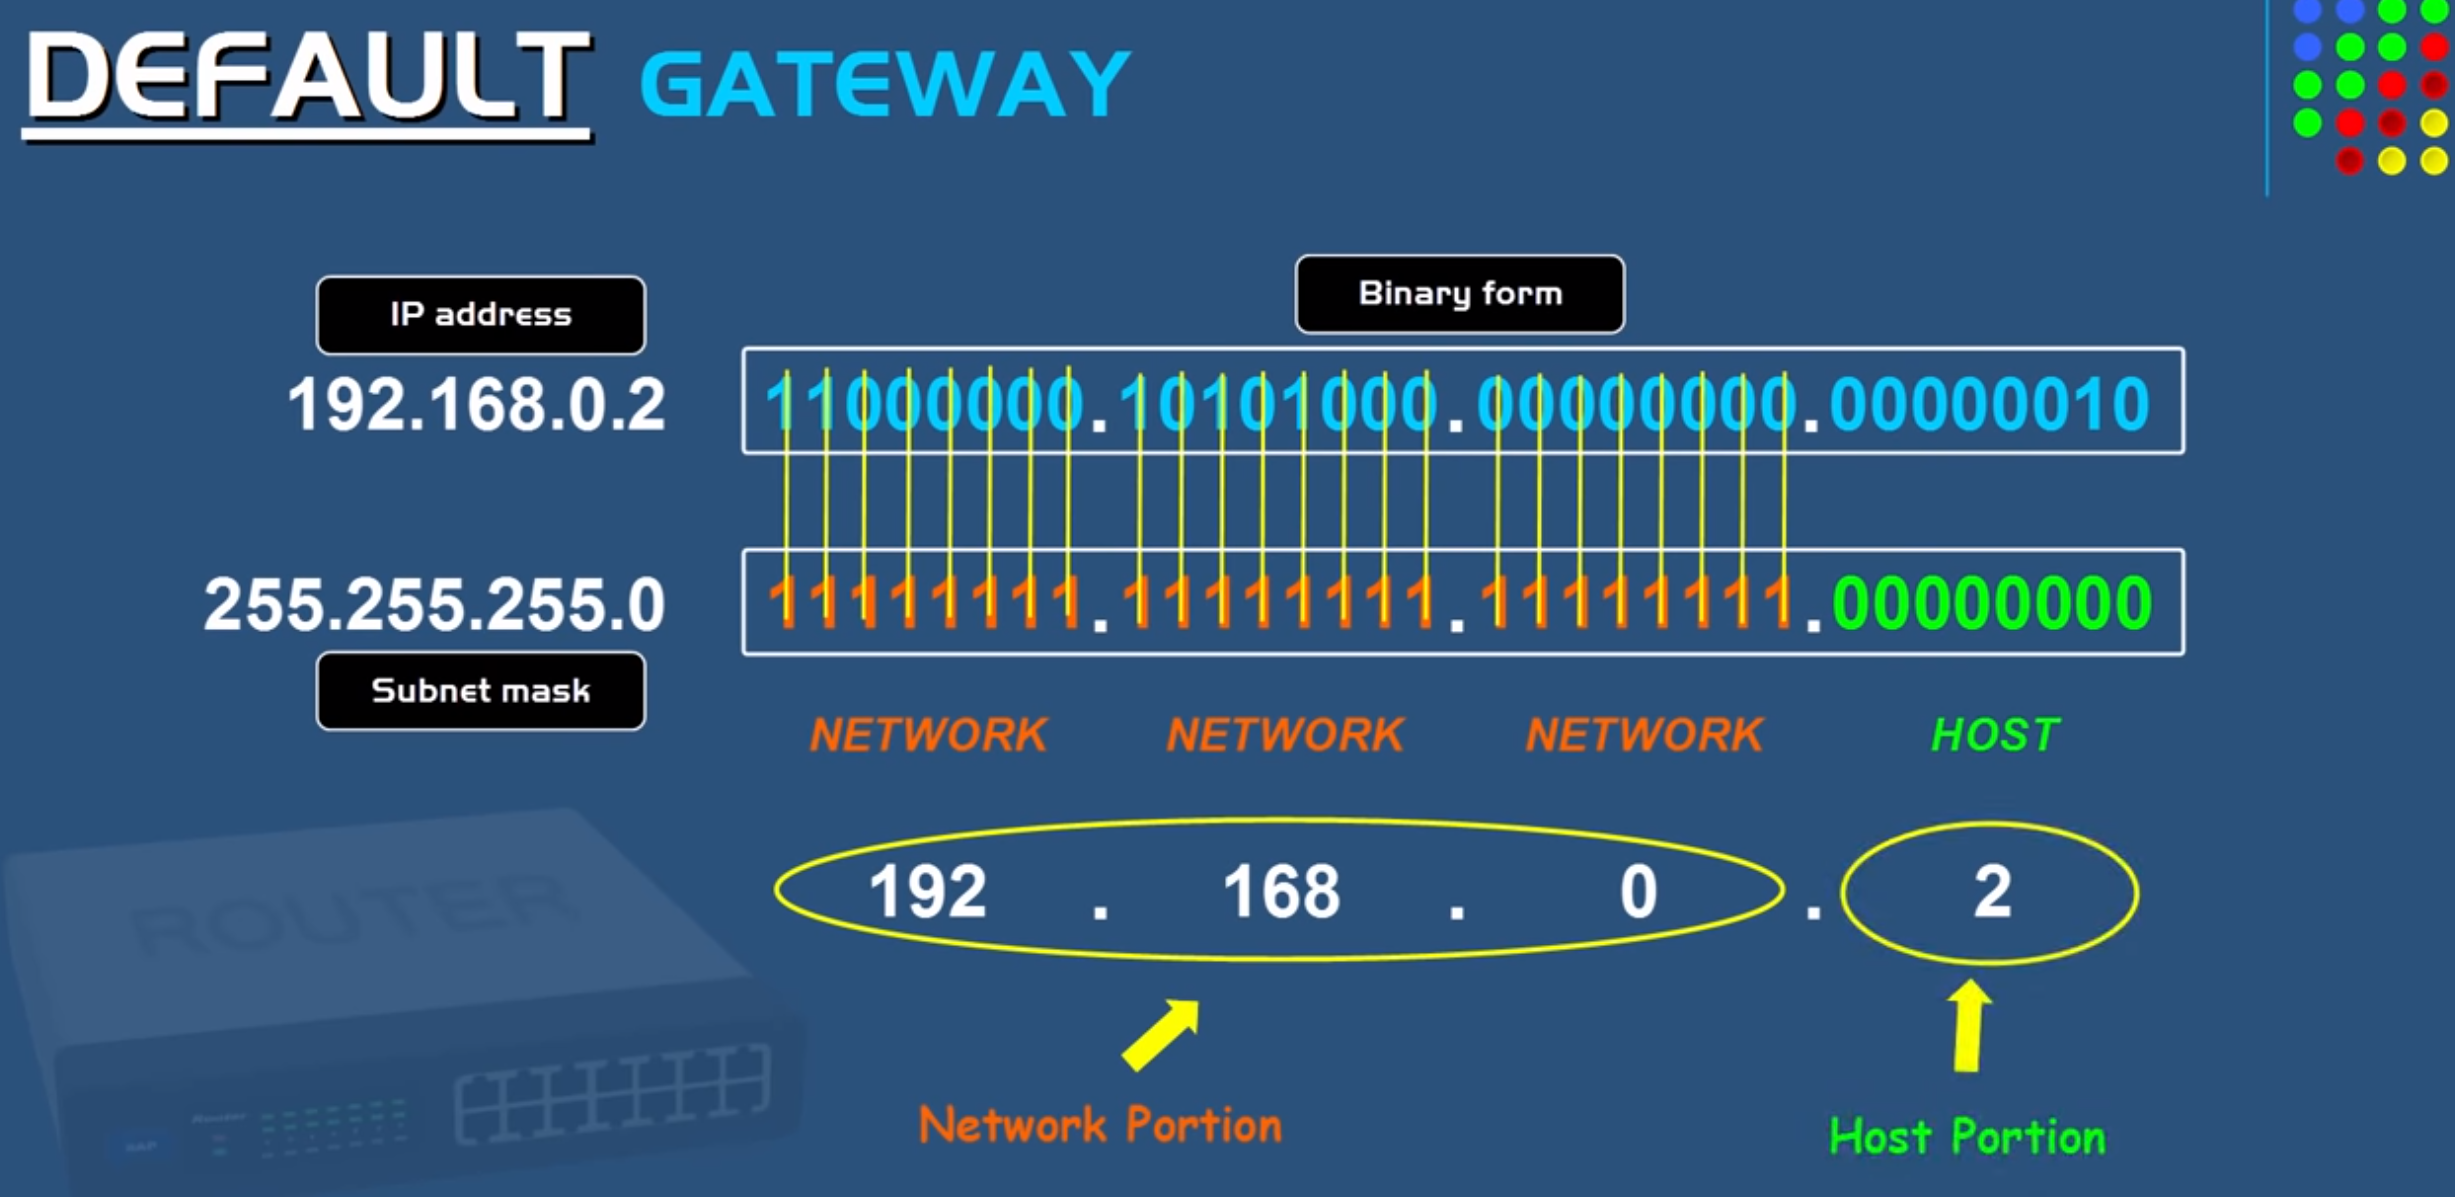 DEFAULT GATEWAY
IP address
Binary form
192.168.0.2
11000000.10101000.00000000.00000010
255.255.255.0
11111111.11111111.11111111.00000000
Subnet mask
NETWORK NETWORK NETWORK HOST
ROUTER
192 . 168 . 0 . 2
Router
Network Portion
Host Portion